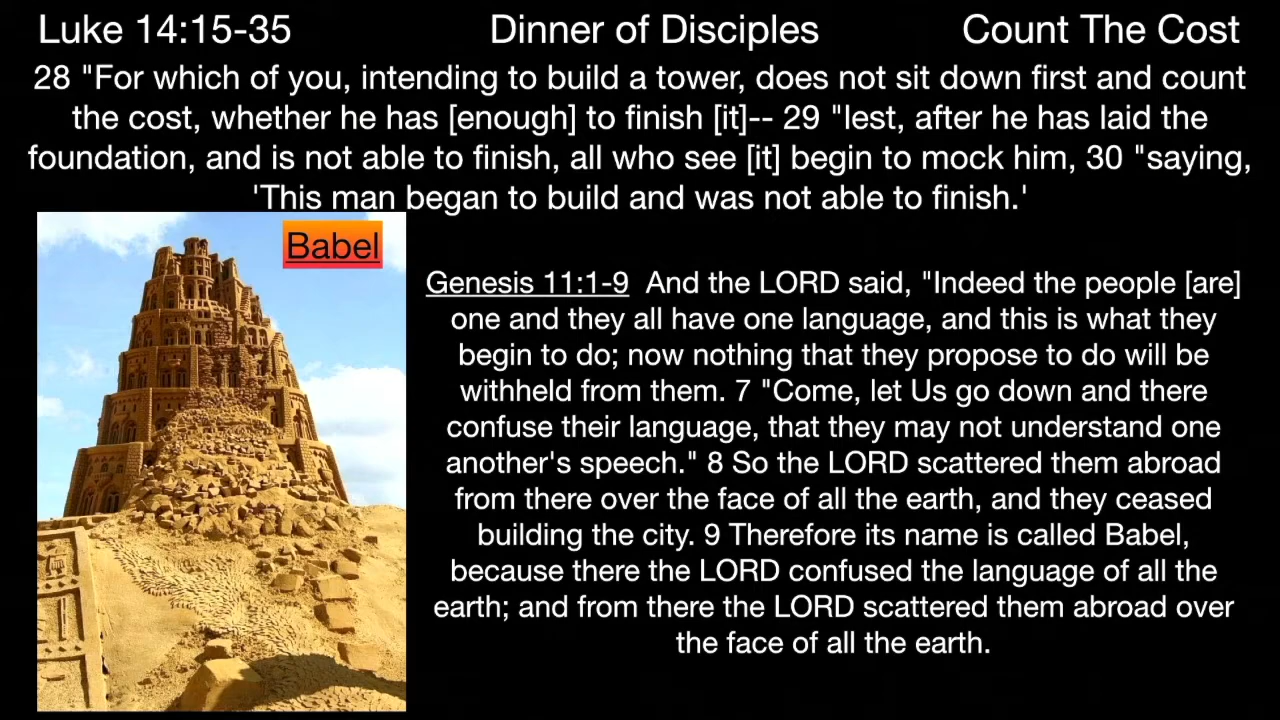 Luke 14:15-35 Dinner of Disciples Count The Cost
28 "For which of you, intending to build a tower, does not sit down first and count
the cost, whether he has [enough] to finish [it]-- 29 "lest, after he has laid the
foundation, and is not able to finish, all who see [it] begin to mock him, 30 "saying,
'This man began to build and was not able to finish.'
Babel
Genesis 11:1-9 And the LORD said, "Indeed the people [are]
one and they all have one language, and this is what they
begin to do; now nothing that they propose to do will be
withheld from them. 7 "Come, let Us go down and there
confuse their language, that they may not understand one
another's speech." 8 So the LORD scattered them abroad
from there over the face of all the earth, and they ceased
building the city. 9 Therefore its name is called Babel,
because there the LORD confused the language of all the
earth; and from there the LORD scattered them abroad over
the face of all the earth.